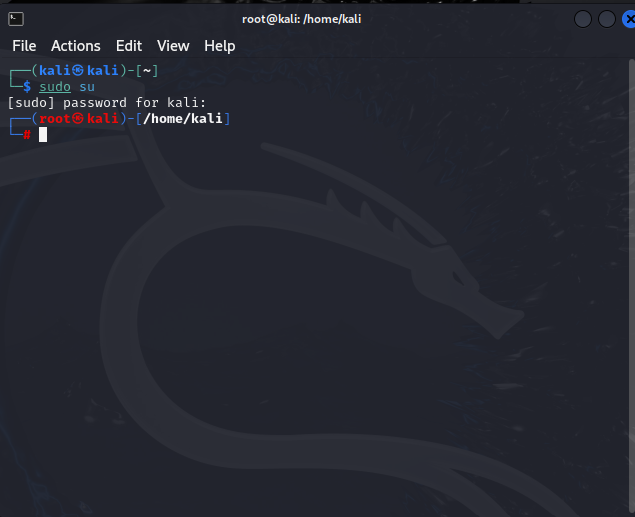 root@kali: /home/kali
File Actions Edit View Help
┌──(kali㉿kali)-[~]
└─$ sudo su
[sudo] password for kali:
┌──(root㉿kali)-[/home/kali]
└─#